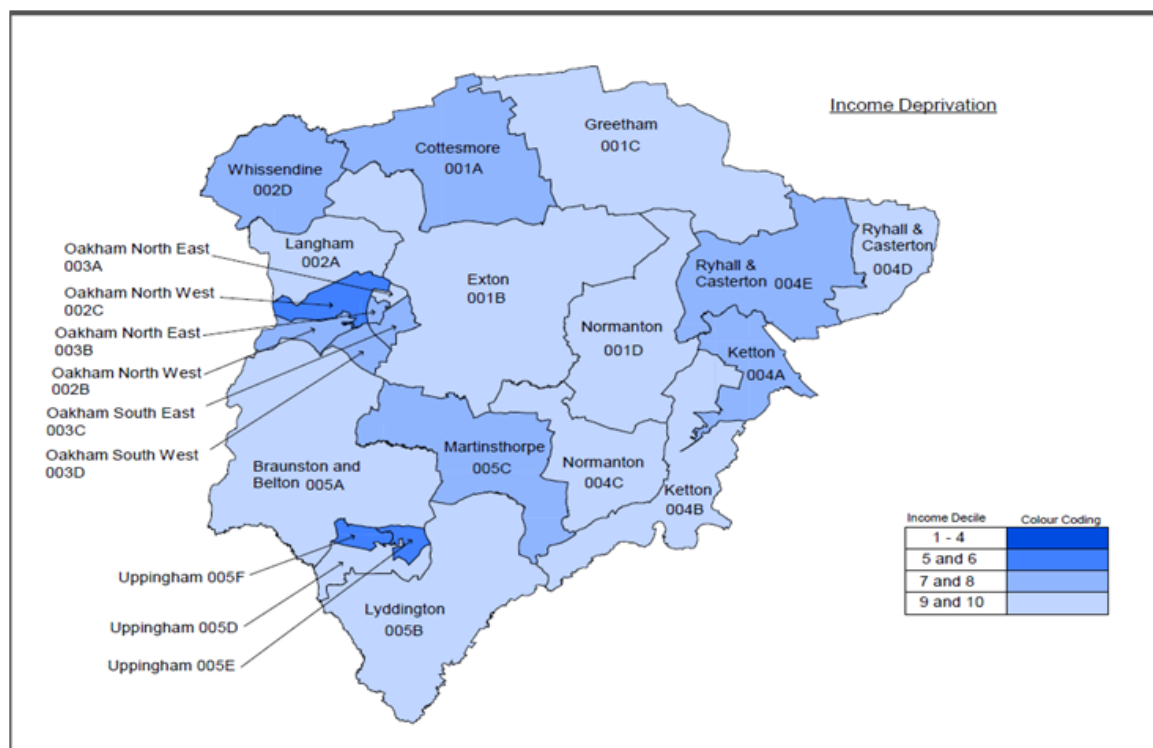 Income Deprivation
Greetham
001C
Cottesmore
001A
Whissendine
002D
Ryhall &
Casterton
004D
Langham
002A
Oakham North East
003A
Ryhall &
Casterton 004E
Exton
001B
Oakham North West
002C
Oakham North East
003B
Normanton
001D
Ketton
004A
Oakham North West
002B
Oakham South East
003C
Oakham South West
003D
Martinsthorpe
005C
Braunston and
Belton 005A
Normanton
004C
Ketton
004B
Uppingham 005F
Uppingham 005D
Uppingham 005E
Lyddington
005B
Income Decile Colour Coding
1 - 4
5 and 6
7 and 8
9 and 10